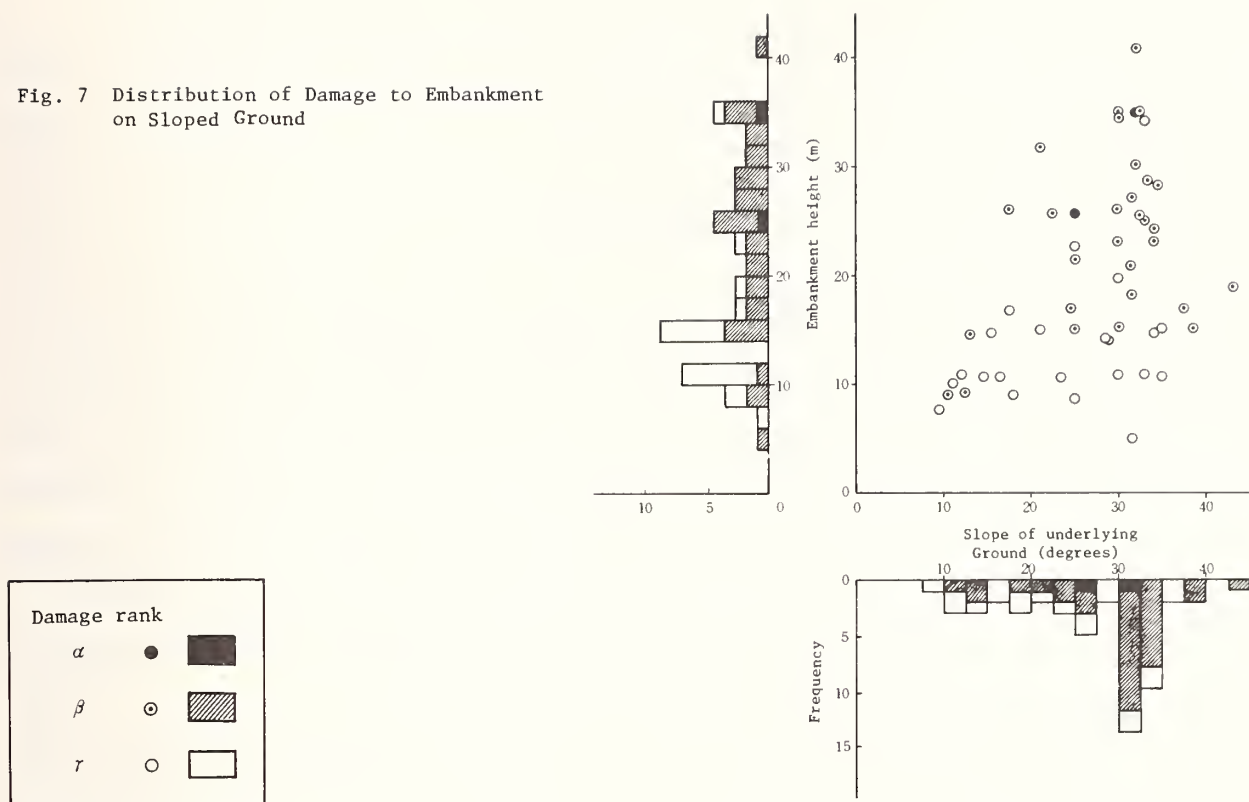 Fig. 7 Distribution of Damage to Embankment
on Sloped Ground
40
30
20
10
10 5 0
Embankment height (m)
40
30
20
10
0
0 10 20 30 40
Slope of underlying
Ground (degrees)
10 20 30 40
Frequency
0
5
10
15
Damage rank
α
β
γ